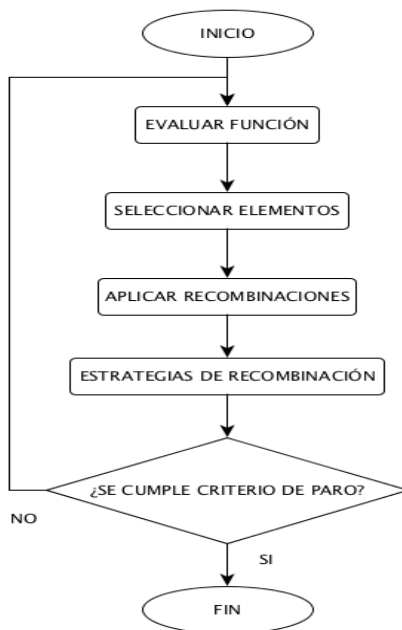 INICIO
EVALUAR FUNCIÓN
SELECCIONAR ELEMENTOS
APLICAR RECOMBINACIONES
ESTRATEGIAS DE RECOMBINACIÓN
¿SE CUMPLE CRITERIO DE PARO?
NO
SI
FIN